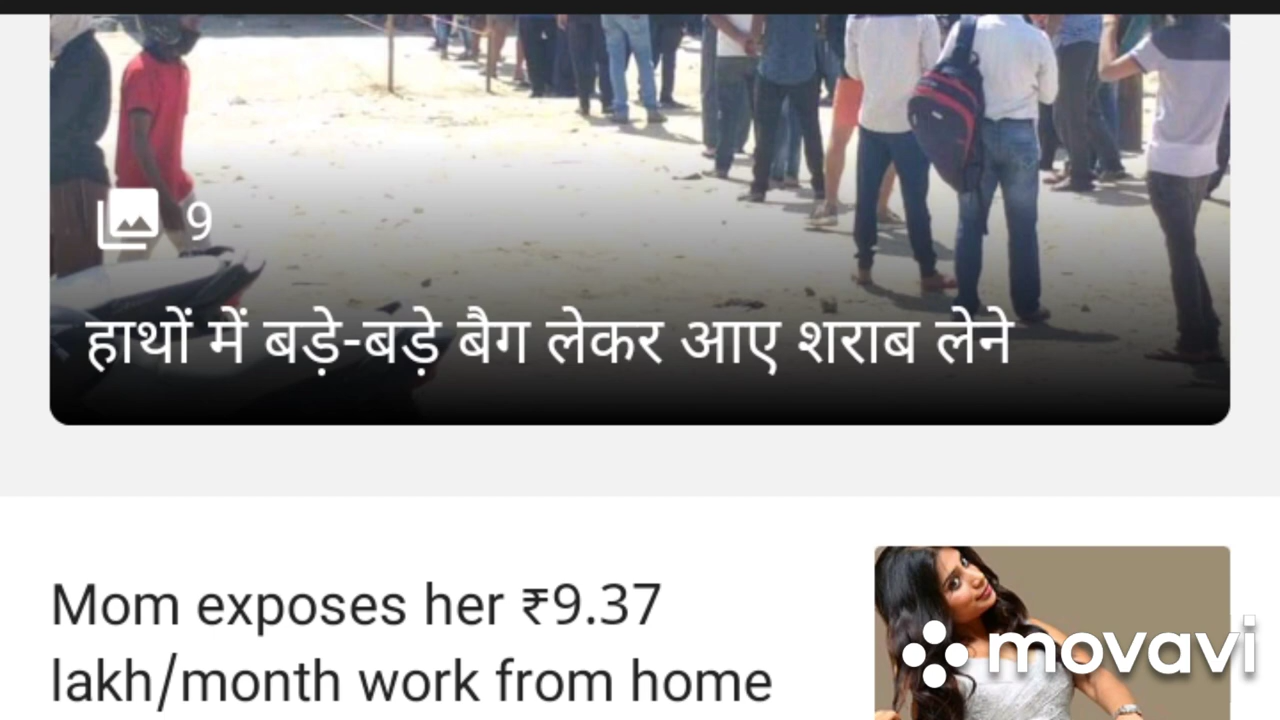 9
हाथों में बड़े-बड़े बैग लेकर आए शराब लेने
Mom exposes her ₹9.37
lakh/month work from home
movavi